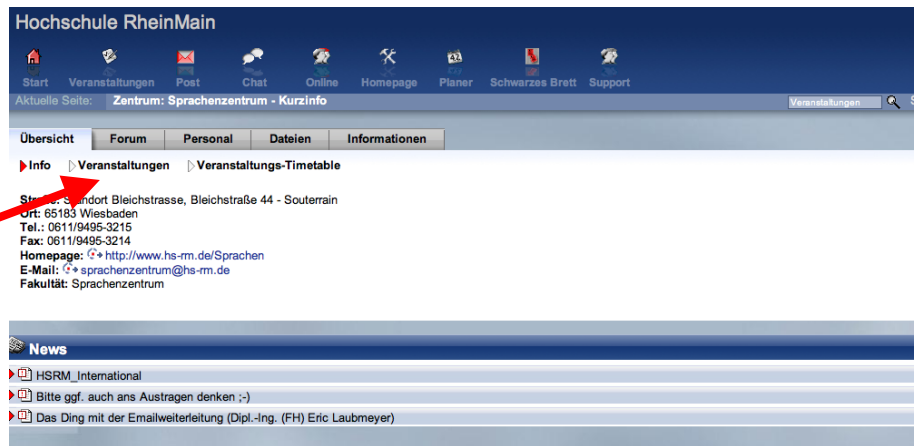 Hochschule RheinMain
Start Veranstaltungen Post Chat Online Homepage Planer Schwarzes Brett Support
Aktuelle Seite: Zentrum: Sprachenzentrum - Kurzinfo Veranstaltungen
Übersicht Forum Personal Dateien Informationen
Info Veranstaltungen Veranstaltungs-Timetable
Straße: Standort Bleichstrasse, Bleichstraße 44 - Souterrain
Ort: 65183 Wiesbaden
Tel.: 0611/9495-3215
Fax: 0611/9495-3214
Homepage: http://www.hs-rm.de/Sprachen
E-Mail: sprachenzentrum@hs-rm.de
Fakultät: Sprachenzentrum
News
HSRM_International
Bitte ggf. auch ans Austragen denken ;-)
Das Ding mit der Emailweiterleitung (Dipl.-Ing. (FH) Eric Laubmeyer)